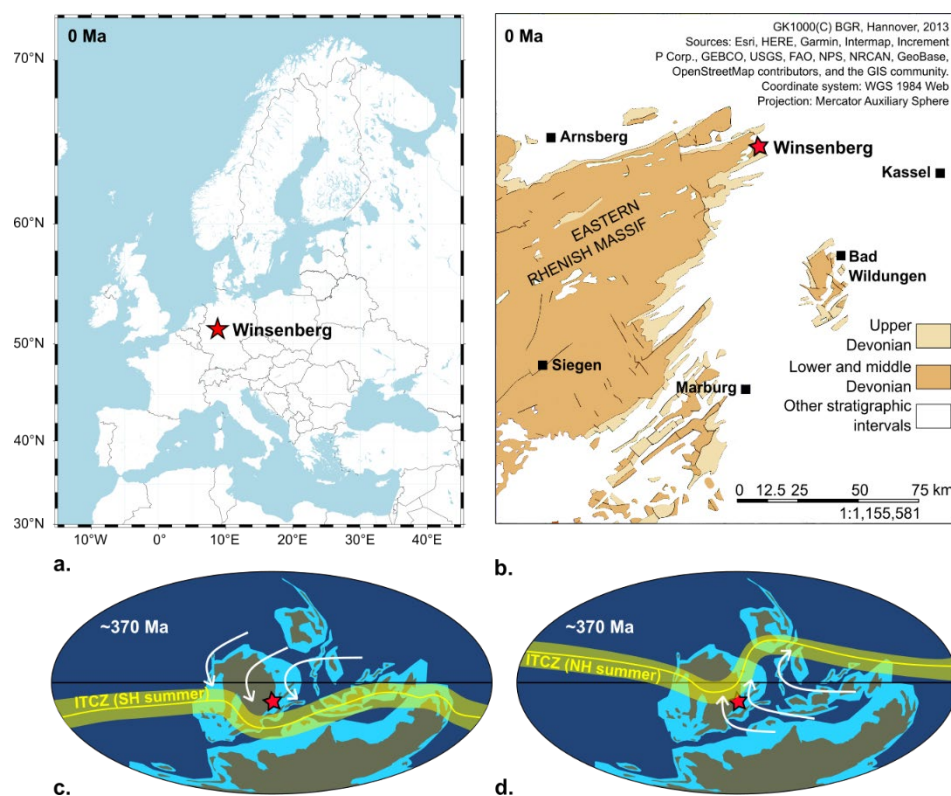 0 Ma
70°N
60°N
50°N
40°N
30°N
Winsenberg
10°W
0°E
10°E
20°E
30°E
40°E
a.
0 Ma
GK1000(C) BGR, Hannover, 2013
Sources: Esri, HERE, Garmin, Intermap, Increment
P Corp., GEBCO, USGS, FAO, NPS, NRCAN, GeoBase,
OpenStreetMap contributors, and the GIS community.
Coordinate system: WGS 1984 Web
Projection: Mercator Auxiliary Sphere
Arnsberg
Winsenberg
Kassel
EASTERN
RHENISH MASSIF
Bad
Wildungen
Siegen
Marburg
Upper
Devonian
Lower and middle
Devonian
Other stratigraphic
intervals
0 12.5 25 50 75 km
1:1,155,581
b.
~370 Ma
ITCZ (SH summer)
c.
~370 Ma
ITCZ (NH summer)
d.